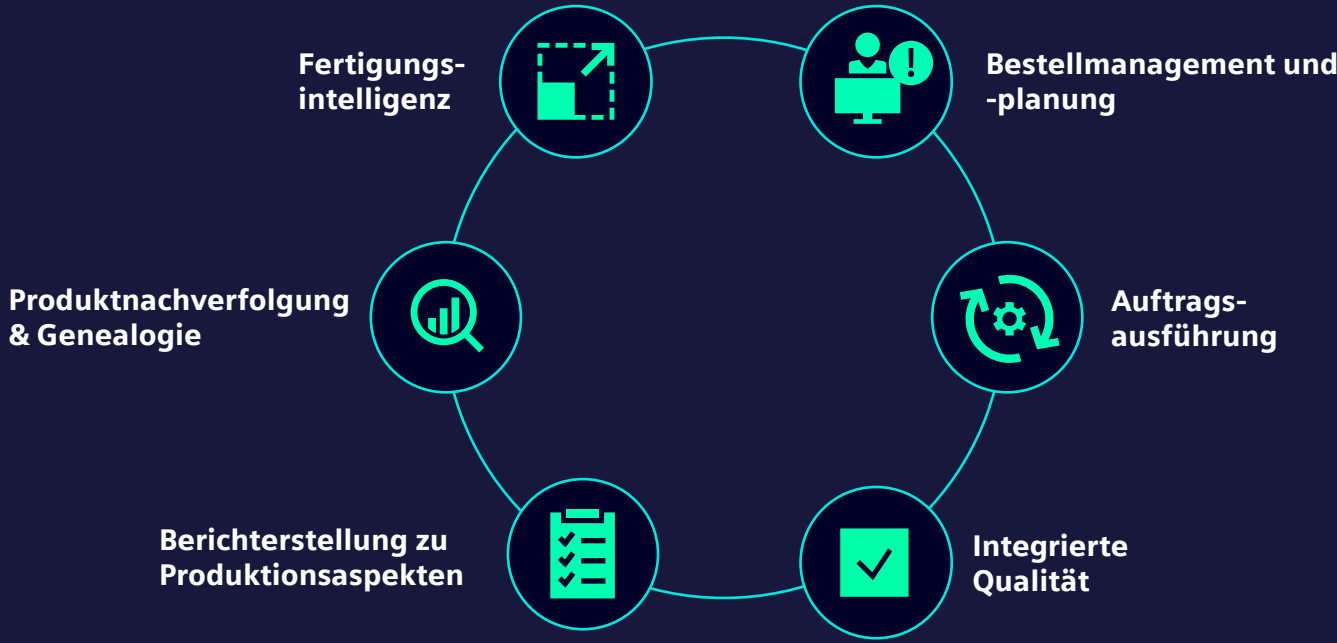 Fertigungs-
intelligenz
Bestellmanagement und
-planung
Produktnachverfolgung
& Genealogie
Auftrags-
ausführung
Berichterstellung zu
Produktionsaspekten
Integrierte
Qualität